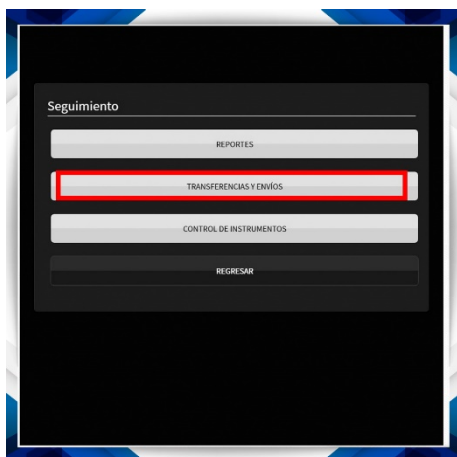 Seguimiento
REPORTES
TRANSFERENCIAS Y ENVÍOS
CONTROL DE INSTRUMENTOS
REGRESAR